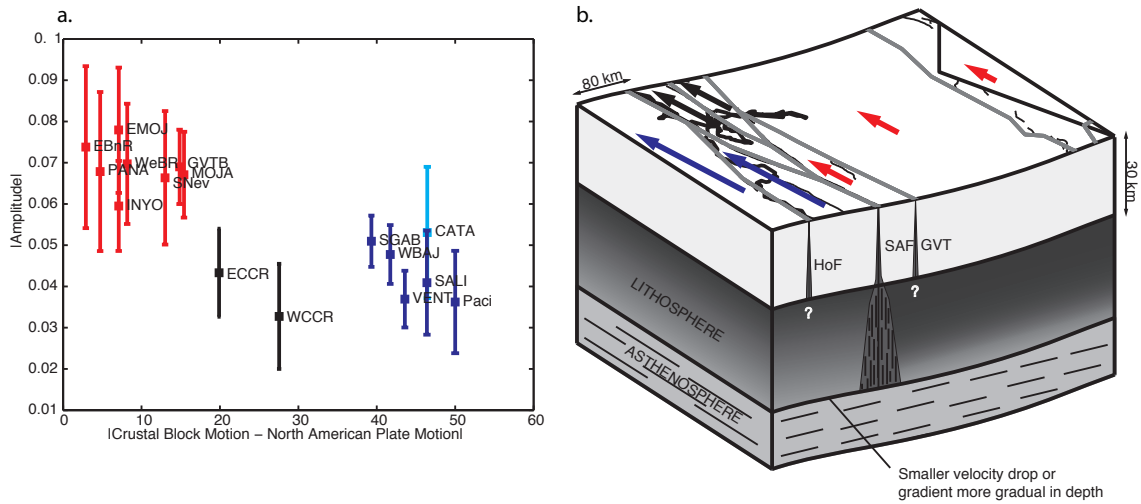 a.
0. 1
0.09
0.08
0.07
0.06
0.05
0.04
0.03
0.02
0.01
|Amplitude|
0
10
20
30
40
50
60
|Crustal Block Motion – North American Plate Motion|
EBnR
PANA
EMOJ
WeBR
INYO
GVTB
MOJA
SNev
ECCR
WCCR
SGAB
WBAJ
VENT
CATA
SALI
Paci
b.
80 km
30 km
HoF
SAF
GVT
?
?
LITHOSPHERE
ASTHENOSPHERE
Smaller velocity drop or
gradient more gradual in depth